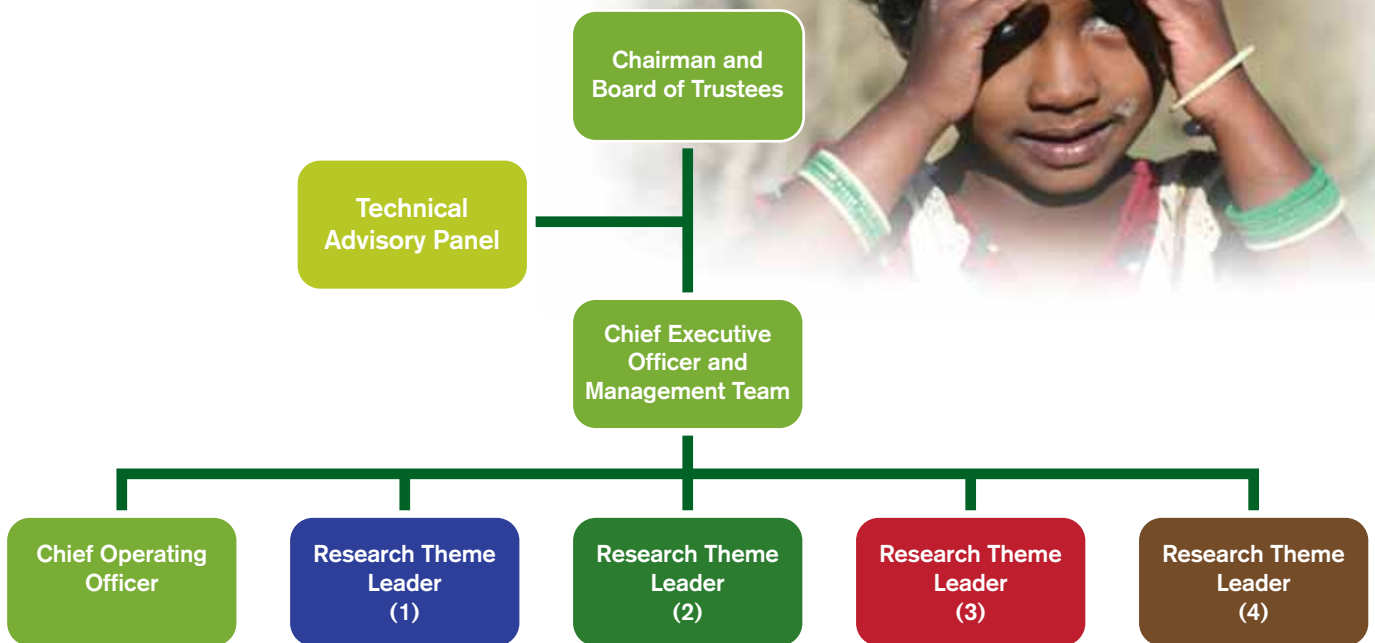 Chairman and
Board of Trustees
Technical
Advisory Panel
Chief Executive
Officer and
Management Team
Chief Operating
Officer
Research Theme
Leader
(1)
Research Theme
Leader
(2)
Research Theme
Leader
(3)
Research Theme
Leader
(4)